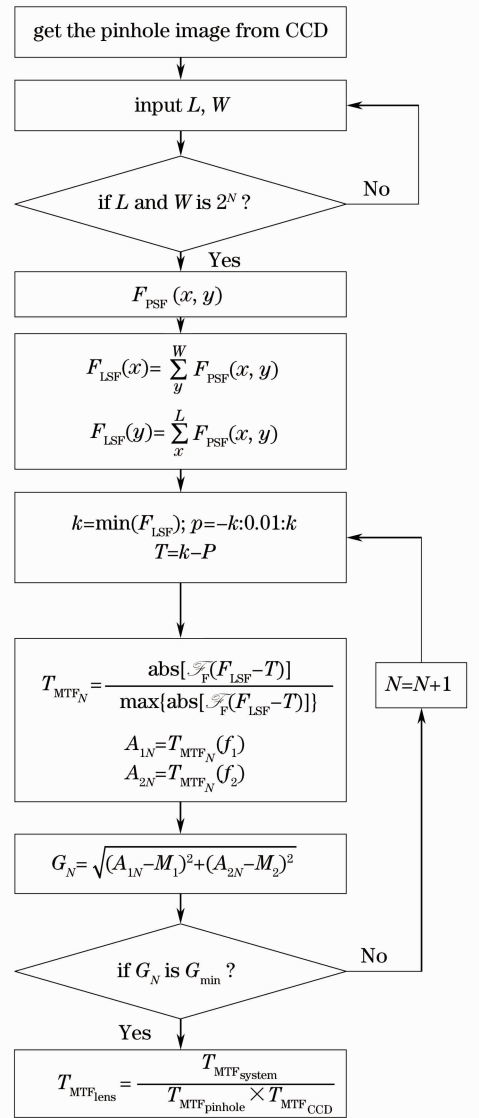 get the pinhole image from CCD
input L, W
if L and W is 2^N ?
No
Yes
F_PSF (x, y)
F_LSF(x)= ∑_y^W F_PSF(x, y)
F_LSF(y)= ∑_x^L F_PSF(x, y)
k=min(F_LSF); p=–k:0.01:k
T=k–P
T_MTF_N = abs[ℱ_F(F_LSF–T)] / max{abs[ℱ_F(F_LSF–T)]}
N=N+1
A_1N=T_MTF_N(f_1)
A_2N=T_MTF_N(f_2)
G_N= √((A_1N–M_1)²+(A_2N–M_2)²)
if G_N is G_min ?
No
Yes
T_MTF_lens = T_MTF_system / T_MTF_pinhole × T_MTF_CCD